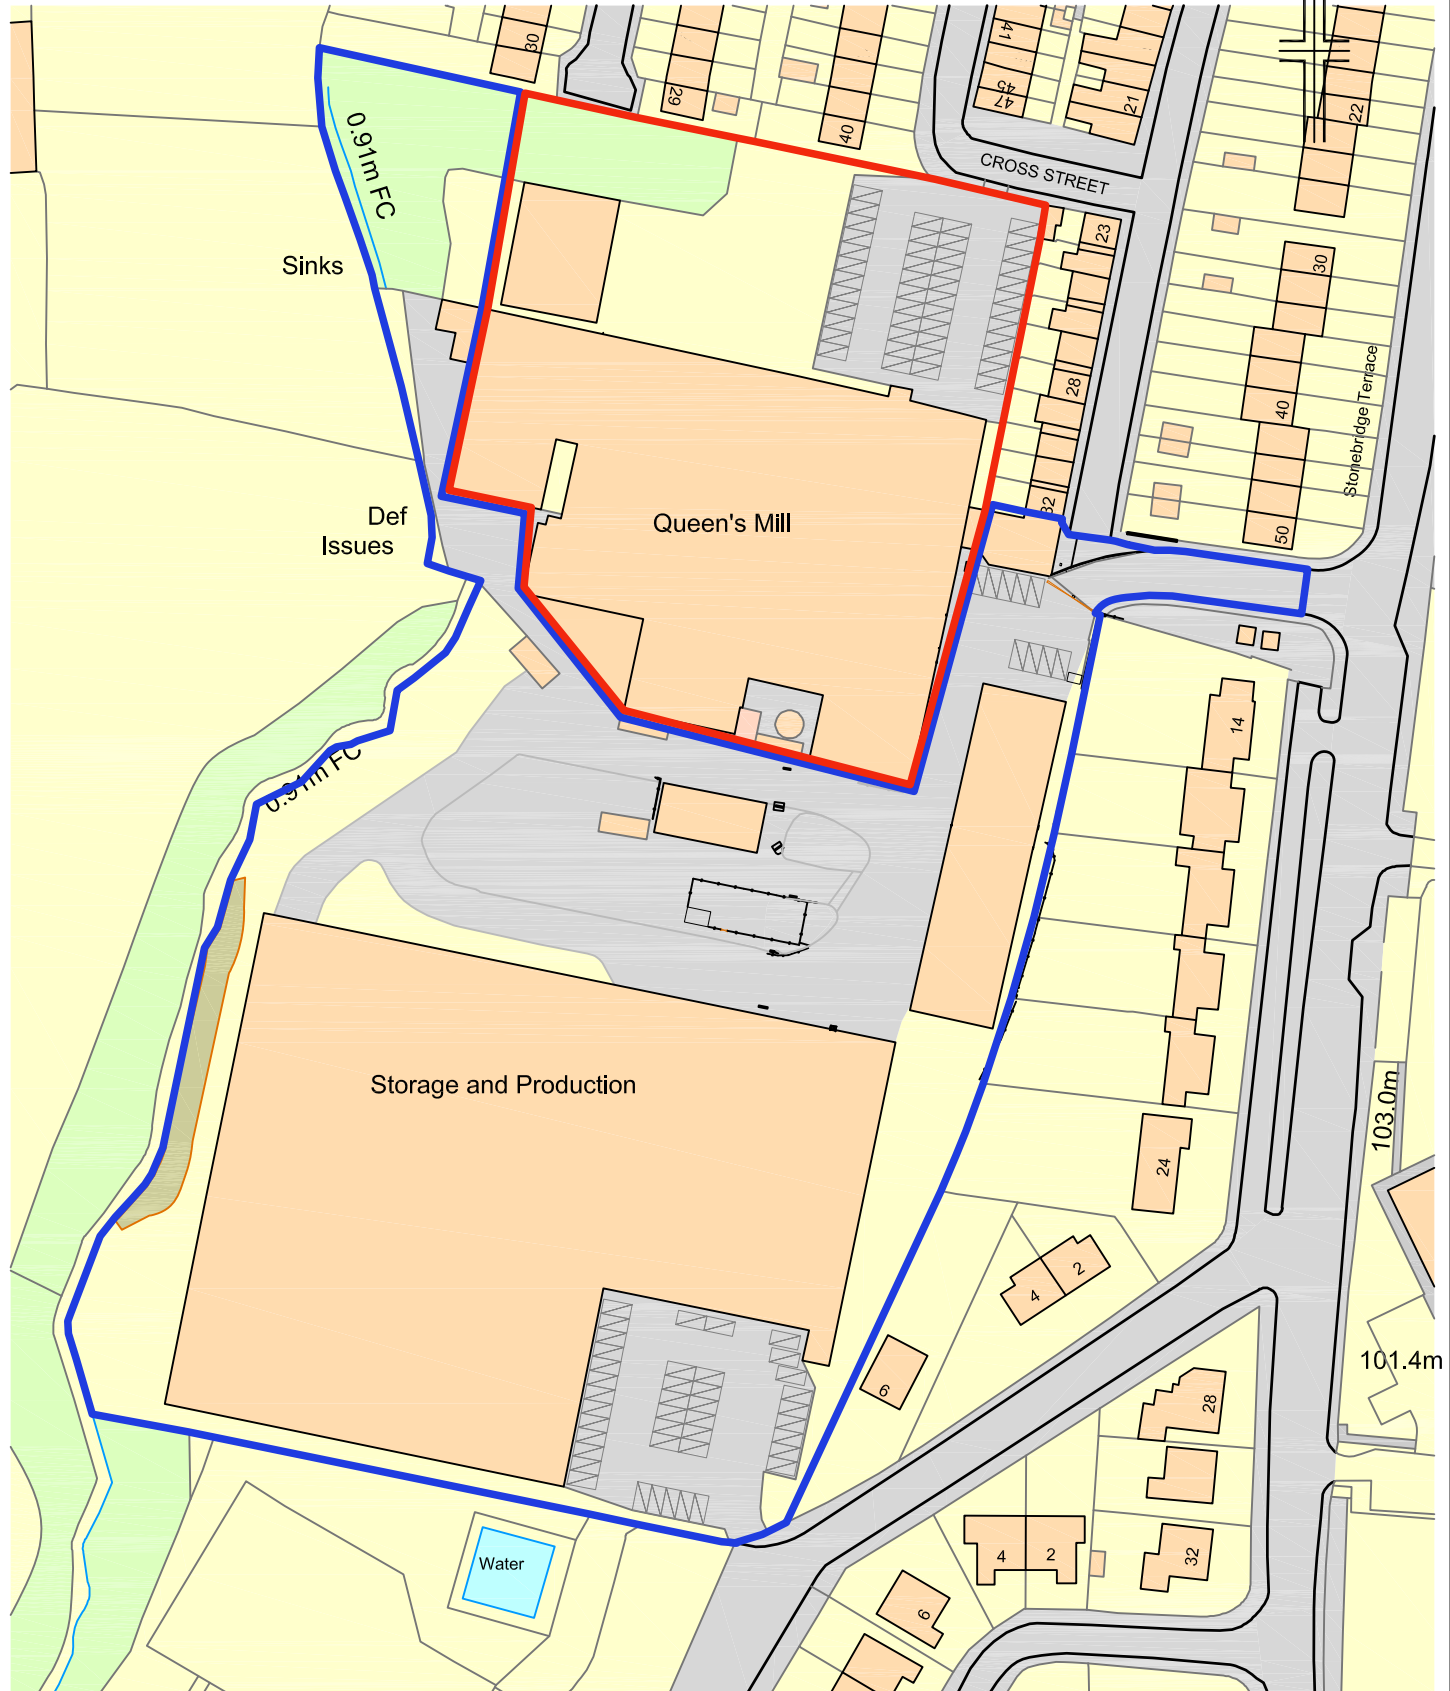 30
29
40
41
45
47
21
22
CROSS STREET
0.91m FC
Sinks
23
30
28
40
Stonebridge Terrace
32
50
Def
Issues
Queen's Mill
14
0.91m FC
Storage and Production
24
103.0m
2
4
6
101.4m
28
Water
4
2
32
6